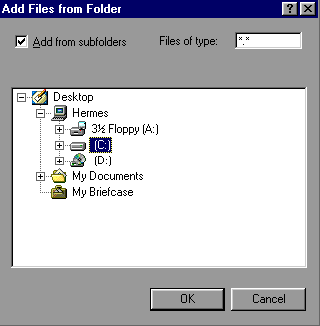 Add Files from Folder
Add from subfolders Files of type: *.*
Desktop
Hermes
3½ Floppy (A:)
(C:)
(D:)
My Documents
My Briefcase
OK Cancel